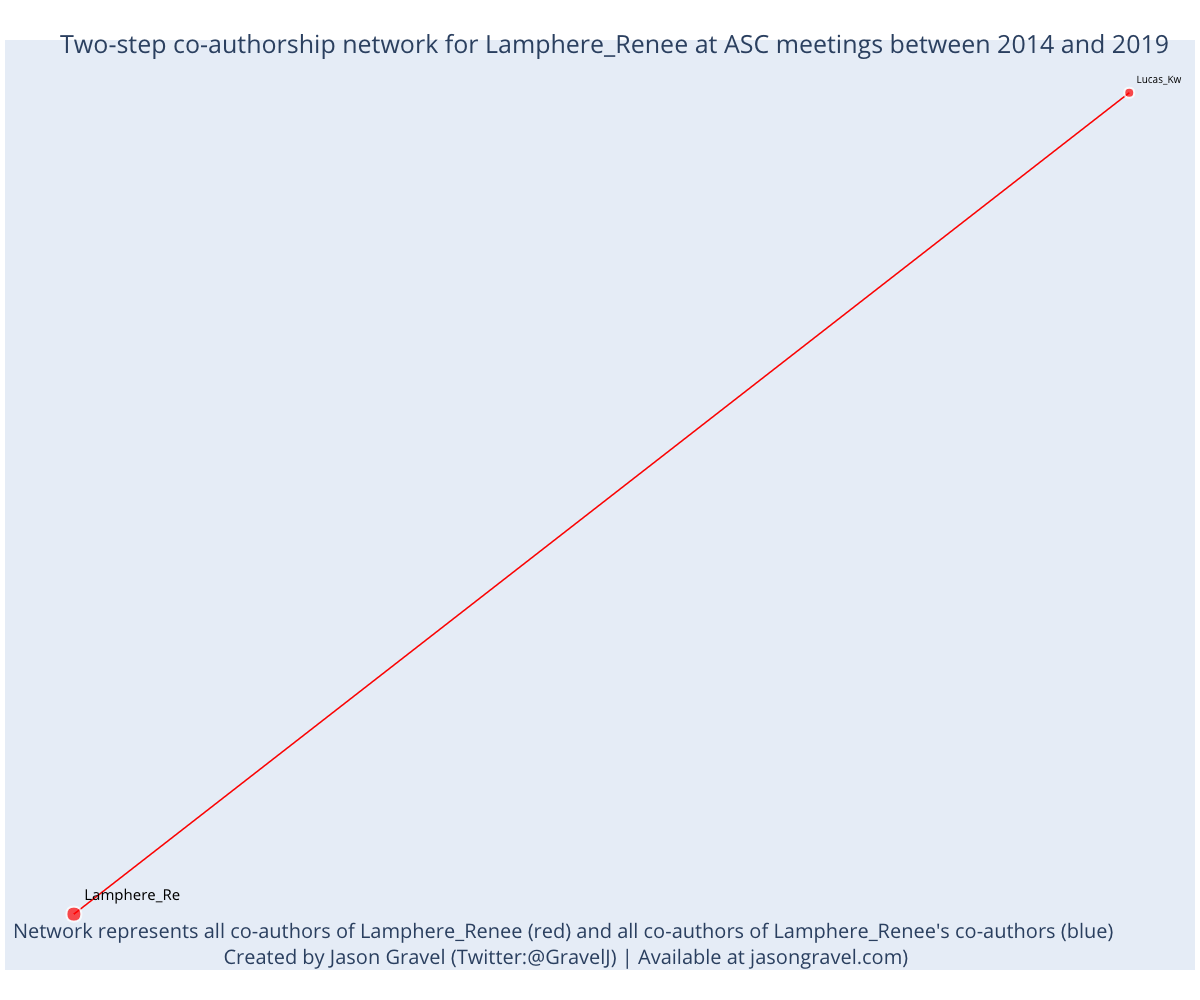 Two-step co-authorship network for Lamphere_Renee at ASC meetings between 2014 and 2019
Lucas_Kw
Lamphere_Re
Network represents all co-authors of Lamphere_Renee (red) and all co-authors of Lamphere_Renee's co-authors (blue)
Created by Jason Gravel (Twitter:@GravelJ) | Available at jasongravel.com)